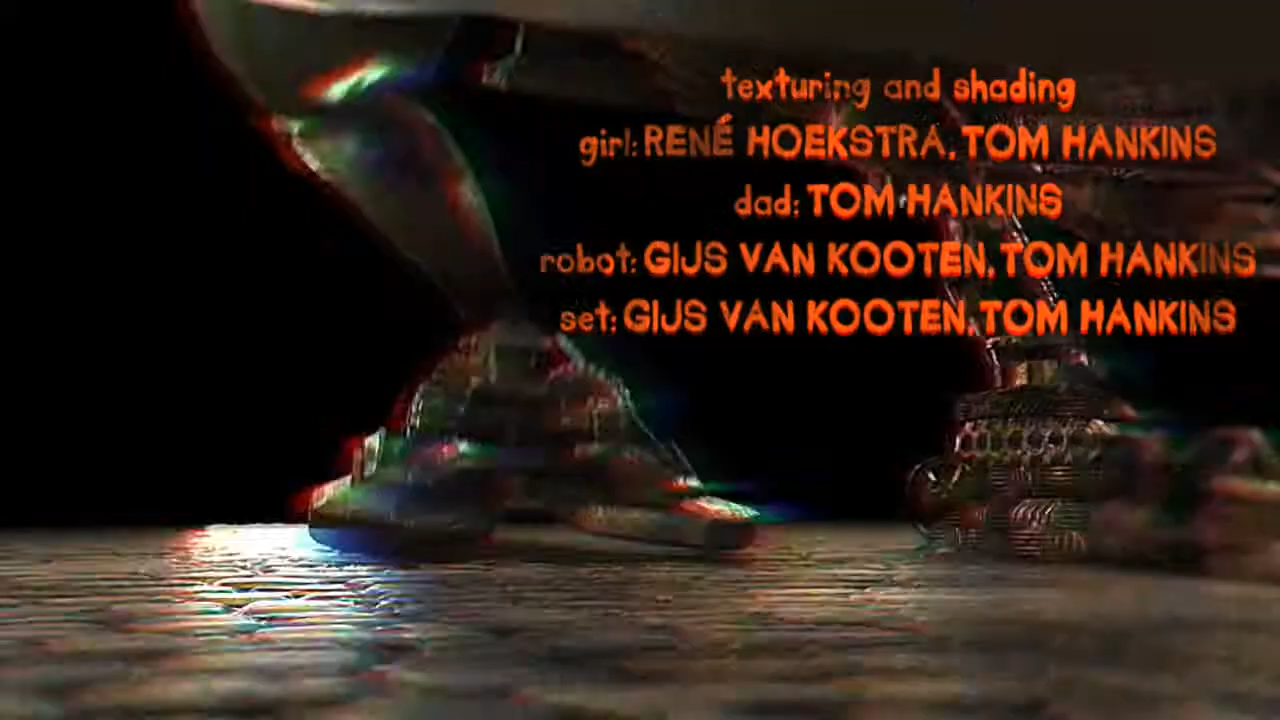 texturing and shading
girl: RENÉ HOEKSTRA, TOM HANKINS
dad: TOM HANKINS
robot: GIJS VAN KOOTEN, TOM HANKINS
set: GIJS VAN KOOTEN, TOM HANKINS